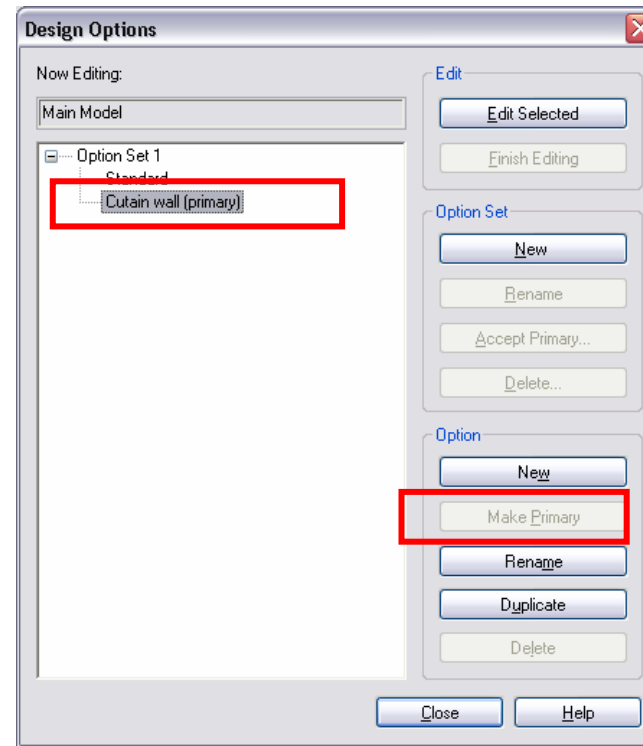 Design Options
Now Editing:
Main Model
Option Set 1
Standard
Cutain wall (primary)
Edit
Edit Selected
Finish Editing
Option Set
New
Rename
Accept Primary...
Delete...
Option
New
Make Primary
Rename
Duplicate
Delete
Close
Help